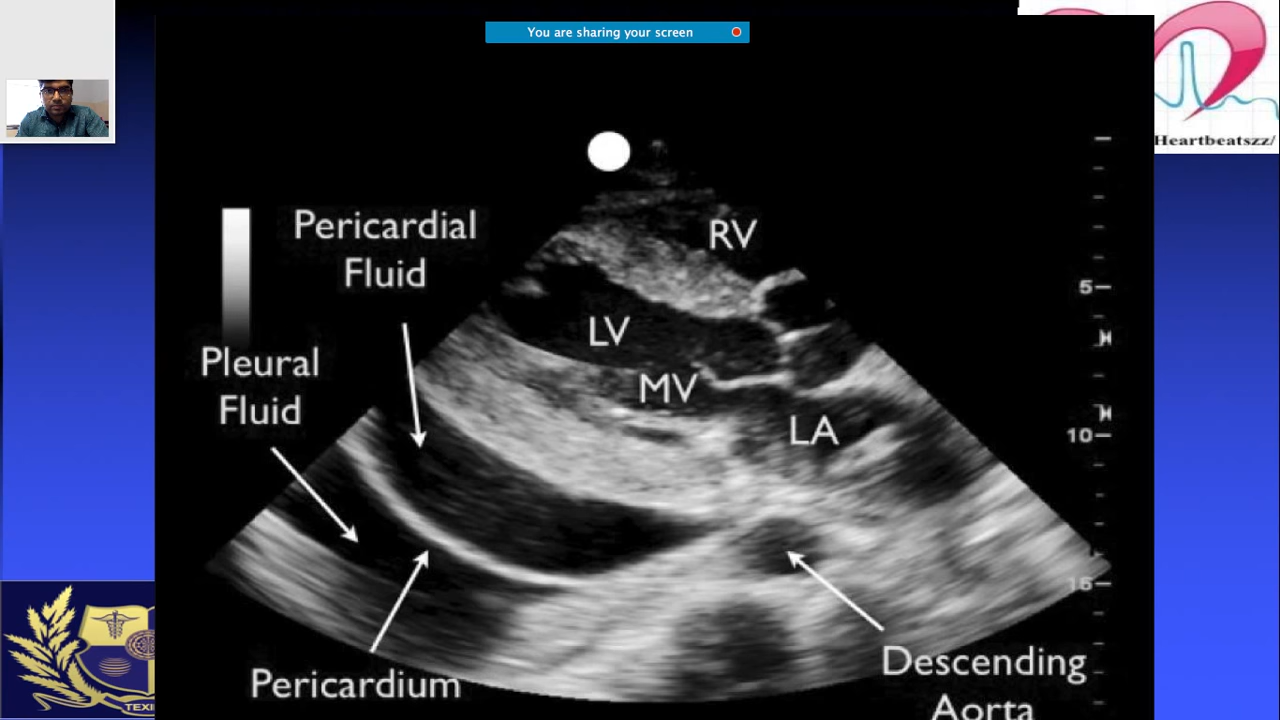 You are sharing your screen
Heartbeatszz/
Pericardial
Fluid
RV
5
LV
Pleural
Fluid
MV
LA
10
15
Pericardium
Descending
Aorta